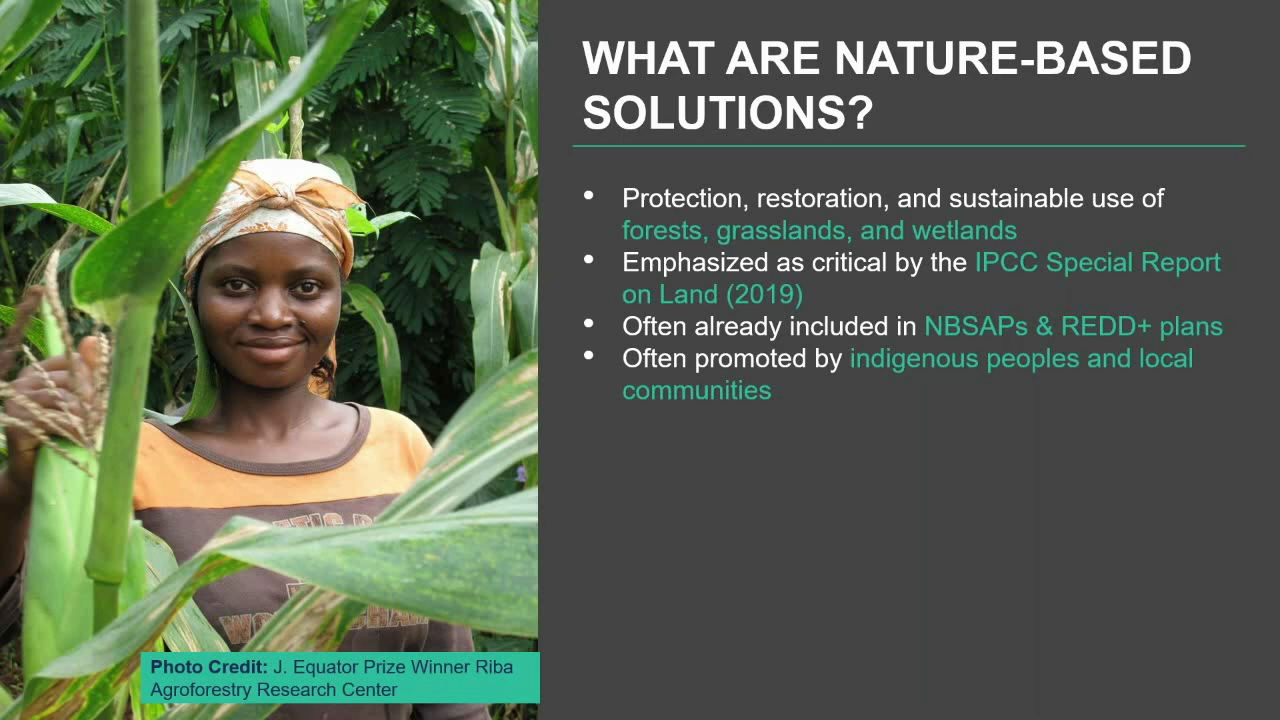 WHAT ARE NATURE-BASED
SOLUTIONS?
• Protection, restoration, and sustainable use of
forests, grasslands, and wetlands
• Emphasized as critical by the IPCC Special Report
on Land (2019)
• Often already included in NBSAPs & REDD+ plans
• Often promoted by indigenous peoples and local
communities
Photo Credit: J. Equator Prize Winner Riba
Agroforestry Research Center